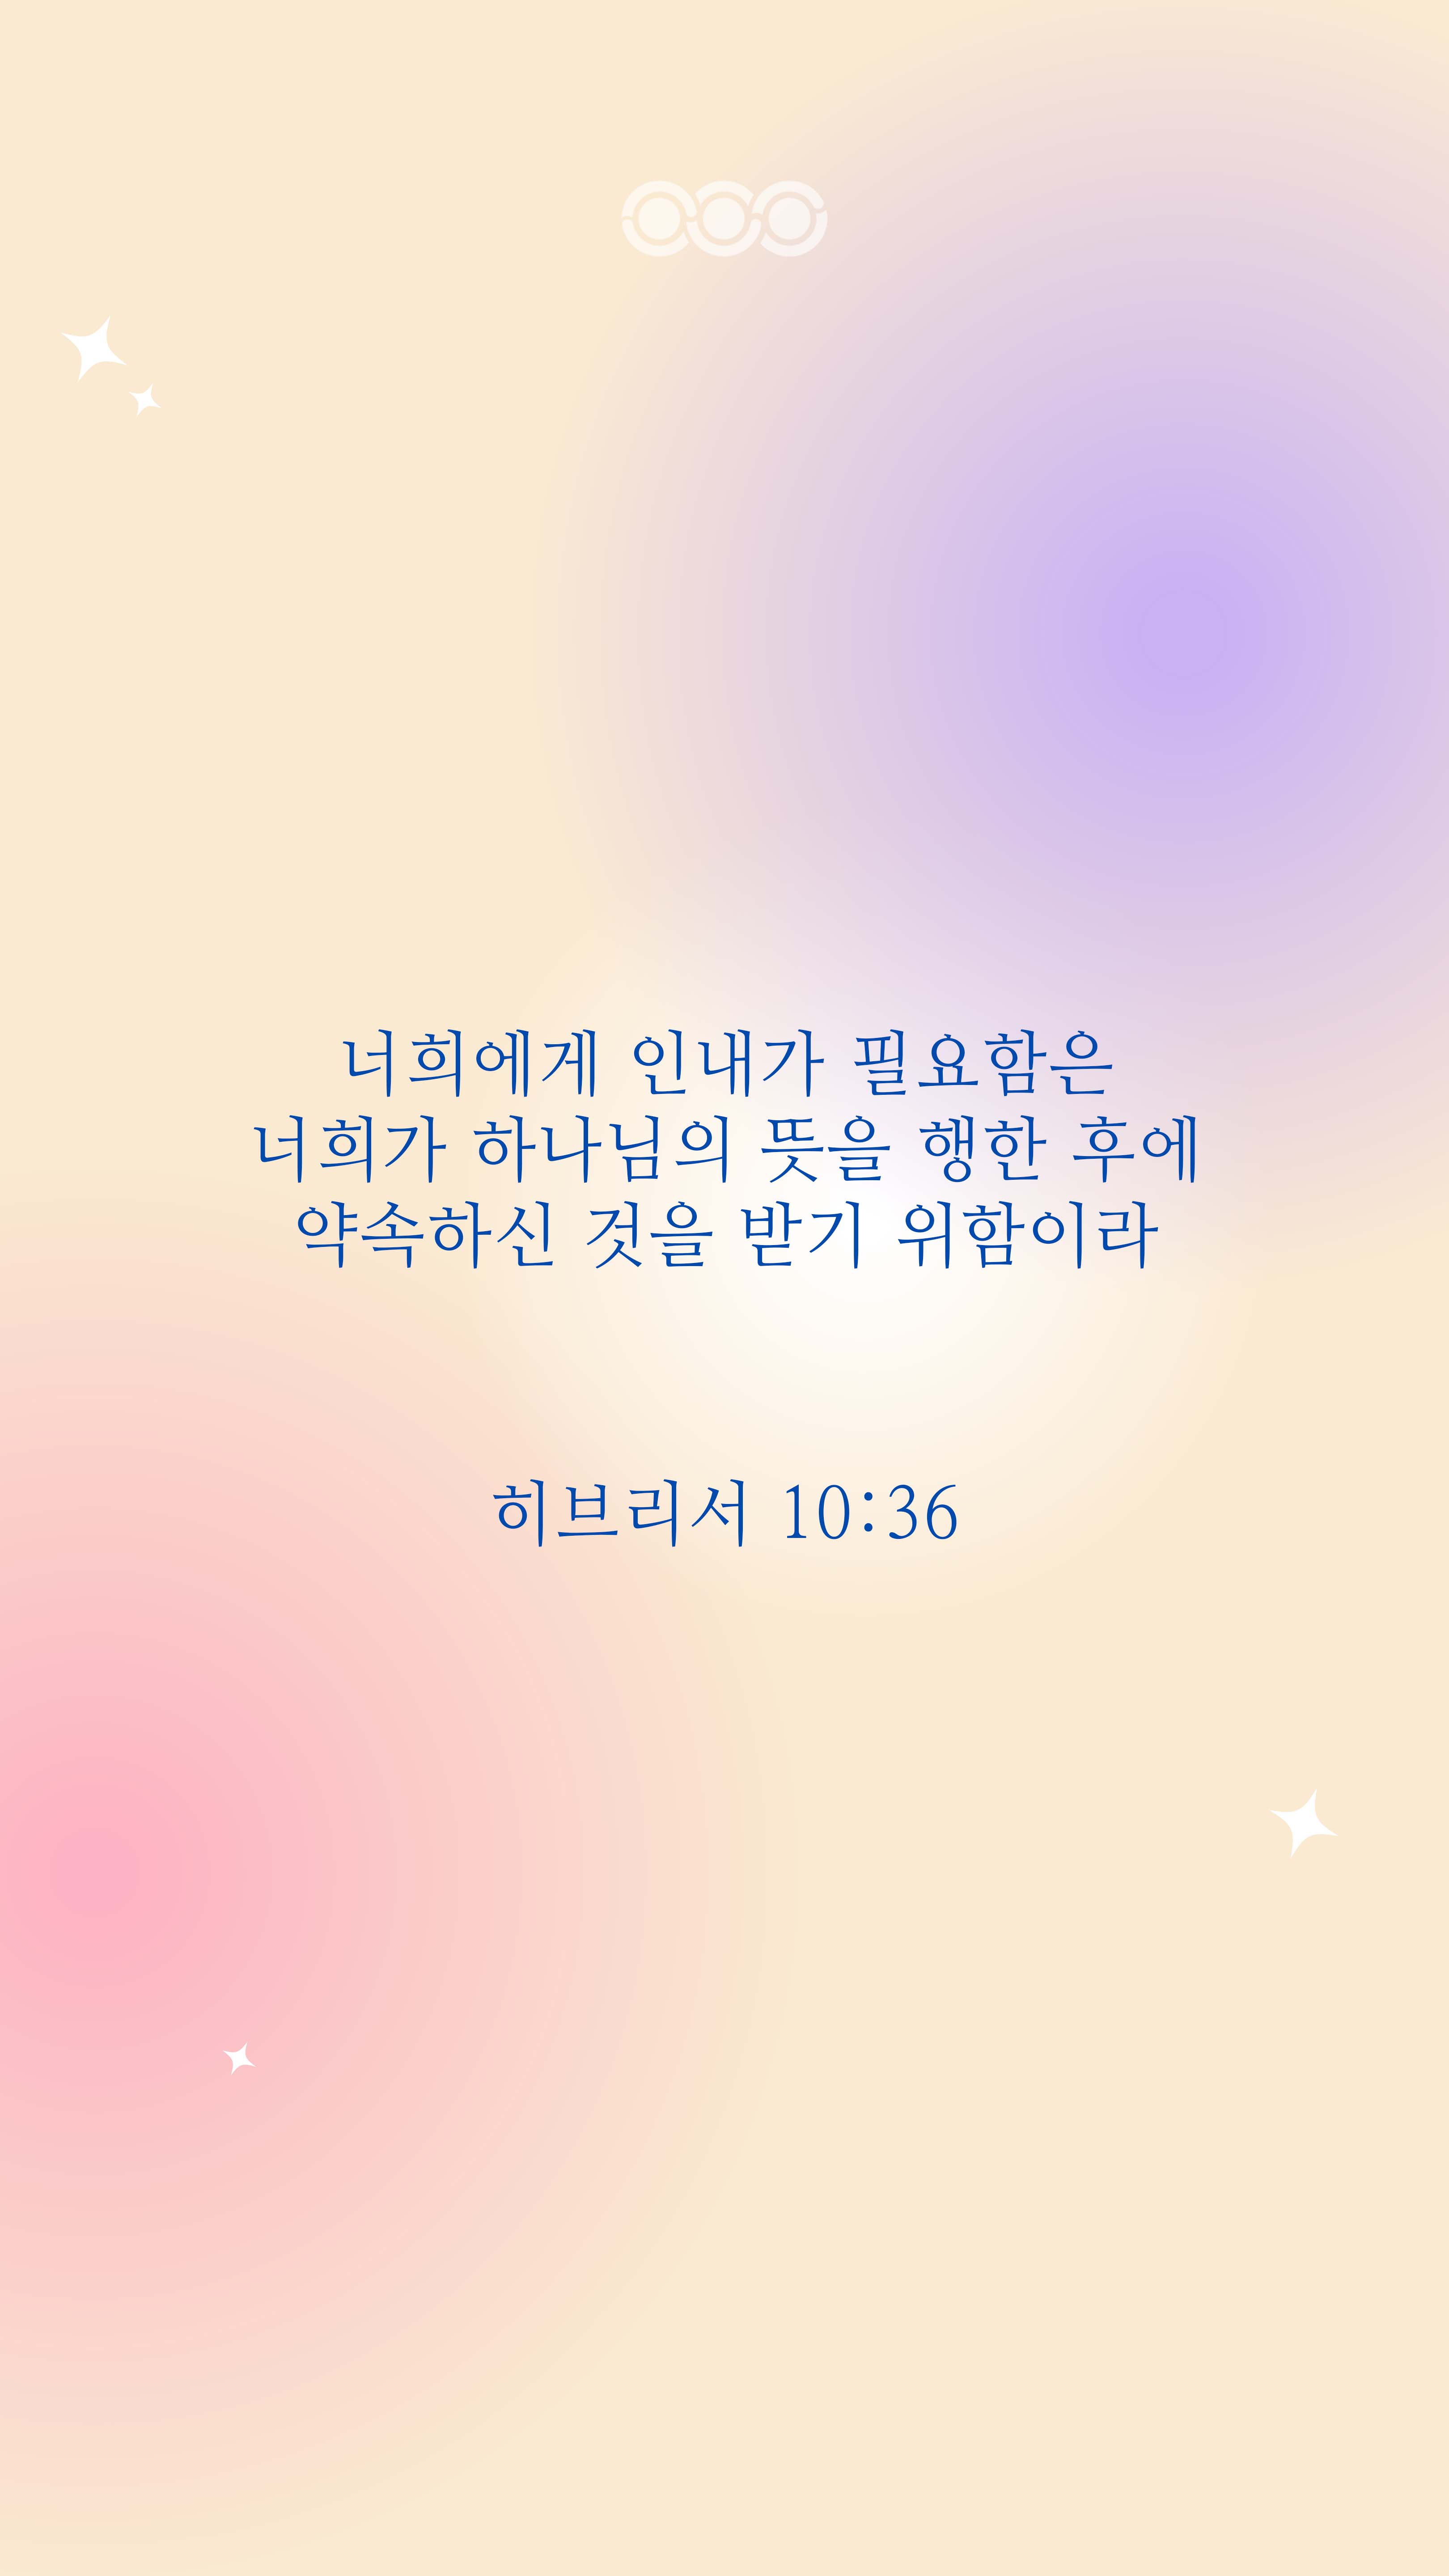 너희에게 인내가 필요함은
너희가 하나님의 뜻을 행한 후에
약속하신 것을 받기 위함이라
히브리서 10:36